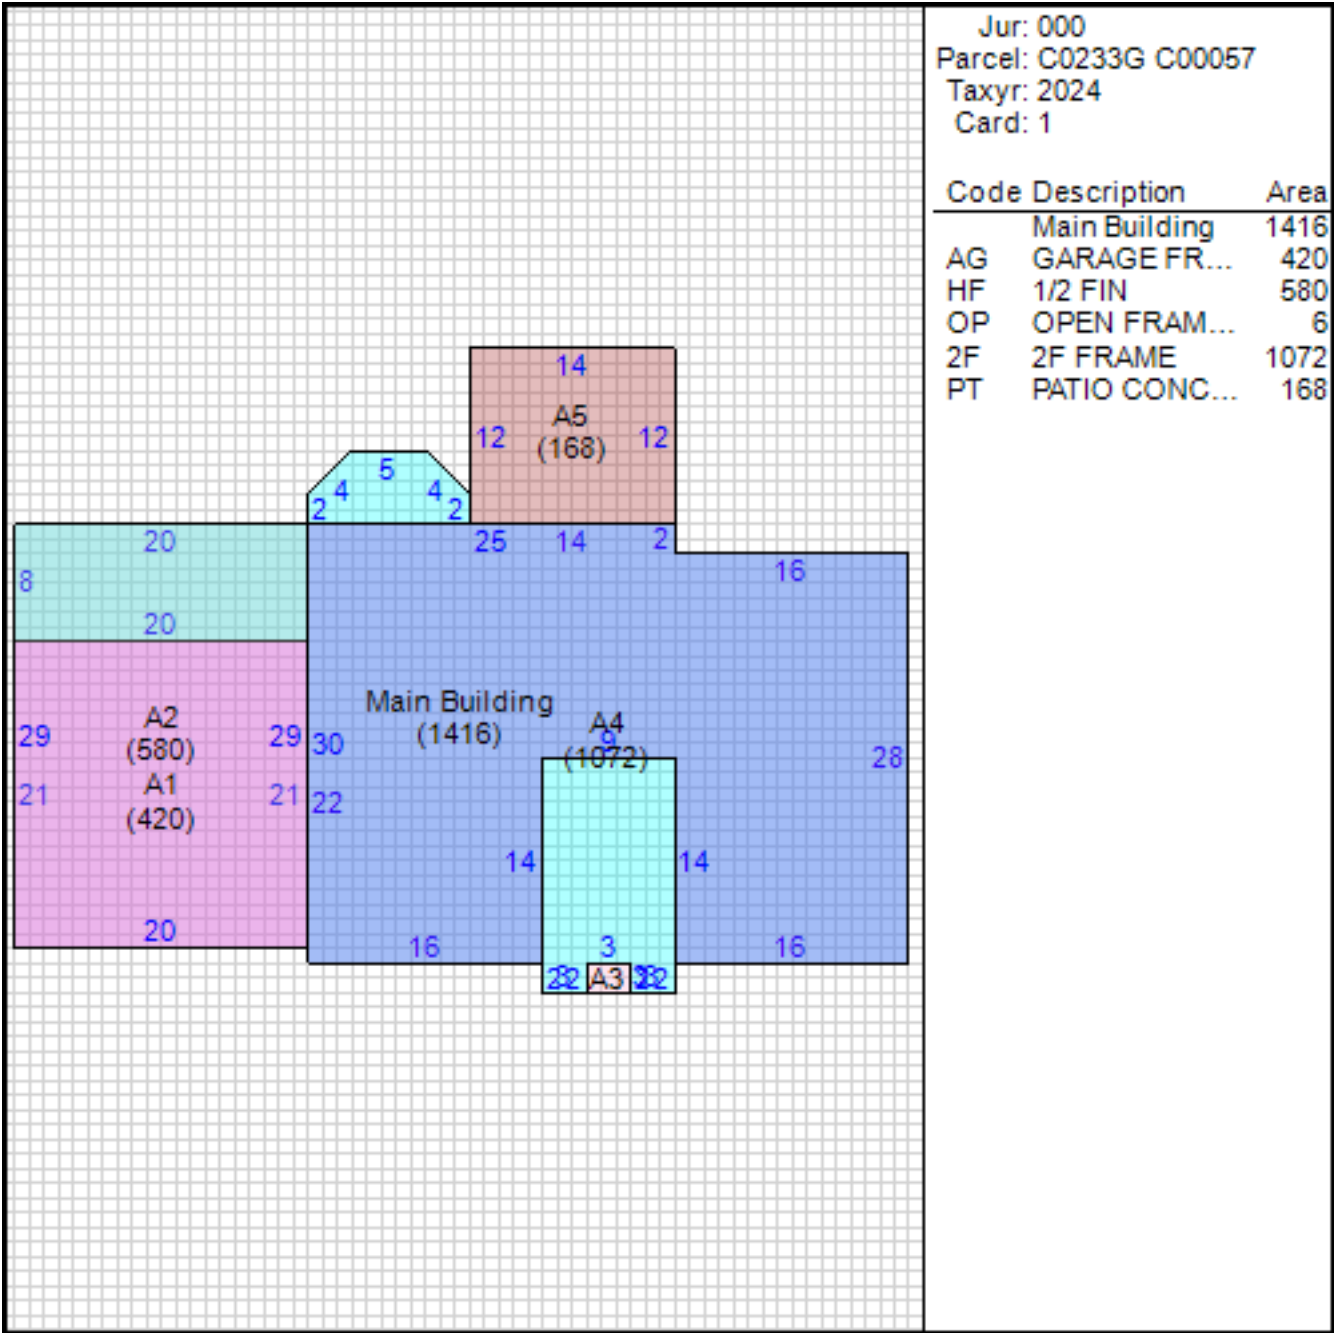 Jur: 000
Parcel: C0233G C00057
Taxyr: 2024
Card: 1
Code Description Area
Main Building 1416
AG GARAGE FR... 420
HF 1/2 FIN 580
OP OPEN FRAM... 6
2F 2F FRAME 1072
PT PATIO CONC... 168
14
A5
(168)
12 12
5
4 4
2 2
20
25 14 2
8
16
20
Main Building
(1416)
A4
(1072)
9
A2
(580)
29 29
30
28
A1
(420)
21 21
22
14 14
20
16 3 16
A3